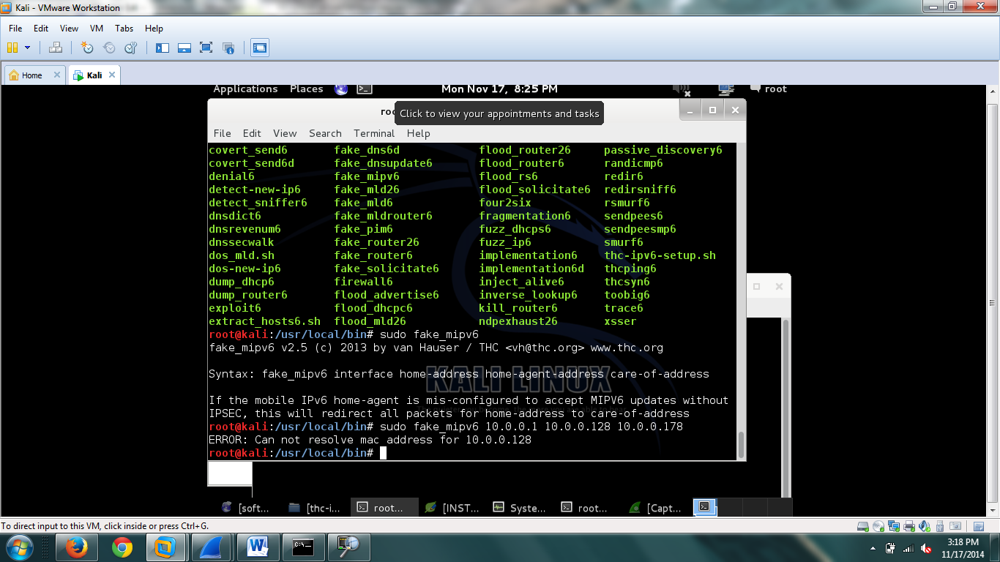 Kali - VMware Workstation
File Edit View VM Tabs Help
Home Kali
Applications Places Mon Nov 17, 8:25 PM root
Click to view your appointments and tasks
File Edit View Search Terminal Help
covert_send6 fake_dns6d flood_router26 passive_discovery6
covert_send6d fake_dnsupdate6 flood_router6 randicmp6
denial6 fake_mipv6 flood_rs6 redir6
detect-new-ip6 fake_mld26 flood_solicitate6 redirsniff6
detect_sniffer6 fake_mld6 four2six rsmurf6
dnsdict6 fake_mldrouter6 fragmentation6 sendpees6
dnsrevenum6 fake_pim6 fuzz_dhcps6 sendpeesmp6
dnssecwalk fake_router26 fuzz_ip6 smurf6
dos_mld.sh fake_router6 implementation6 thc-ipv6-setup.sh
dos-new-ip6 fake_solicitate6 implementation6d thcping6
dump_dhcp6 firewall6 inject_alive6 thcsyn6
dump_router6 flood_advertise6 inverse_lookup6 toobig6
exploit6 flood_dhcpc6 kill_router6 trace6
extract_hosts6.sh flood_mld26 ndpexhaust26 xsser
root@kali:/usr/local/bin# sudo fake_mipv6
fake_mipv6 v2.5 (c) 2013 by van Hauser / THC <vh@thc.org> www.thc.org
Syntax: fake_mipv6 interface home-address home-agent-address care-of-address
KALI LINUX
If the mobile IPv6 home-agent is mis-configured to accept MIPV6 updates without
IPSEC, this will redirect all packets for home-address to care-of-address
root@kali:/usr/local/bin# sudo fake_mipv6 10.0.0.1 10.0.0.128 10.0.0.178
ERROR: Can not resolve mac address for 10.0.0.128
root@kali:/usr/local/bin#
[soft... [thc-i... root... [INST... Syste... root... [Capt...
To direct input to this VM, click inside or press Ctrl+G.
3:18 PM
11/17/2014